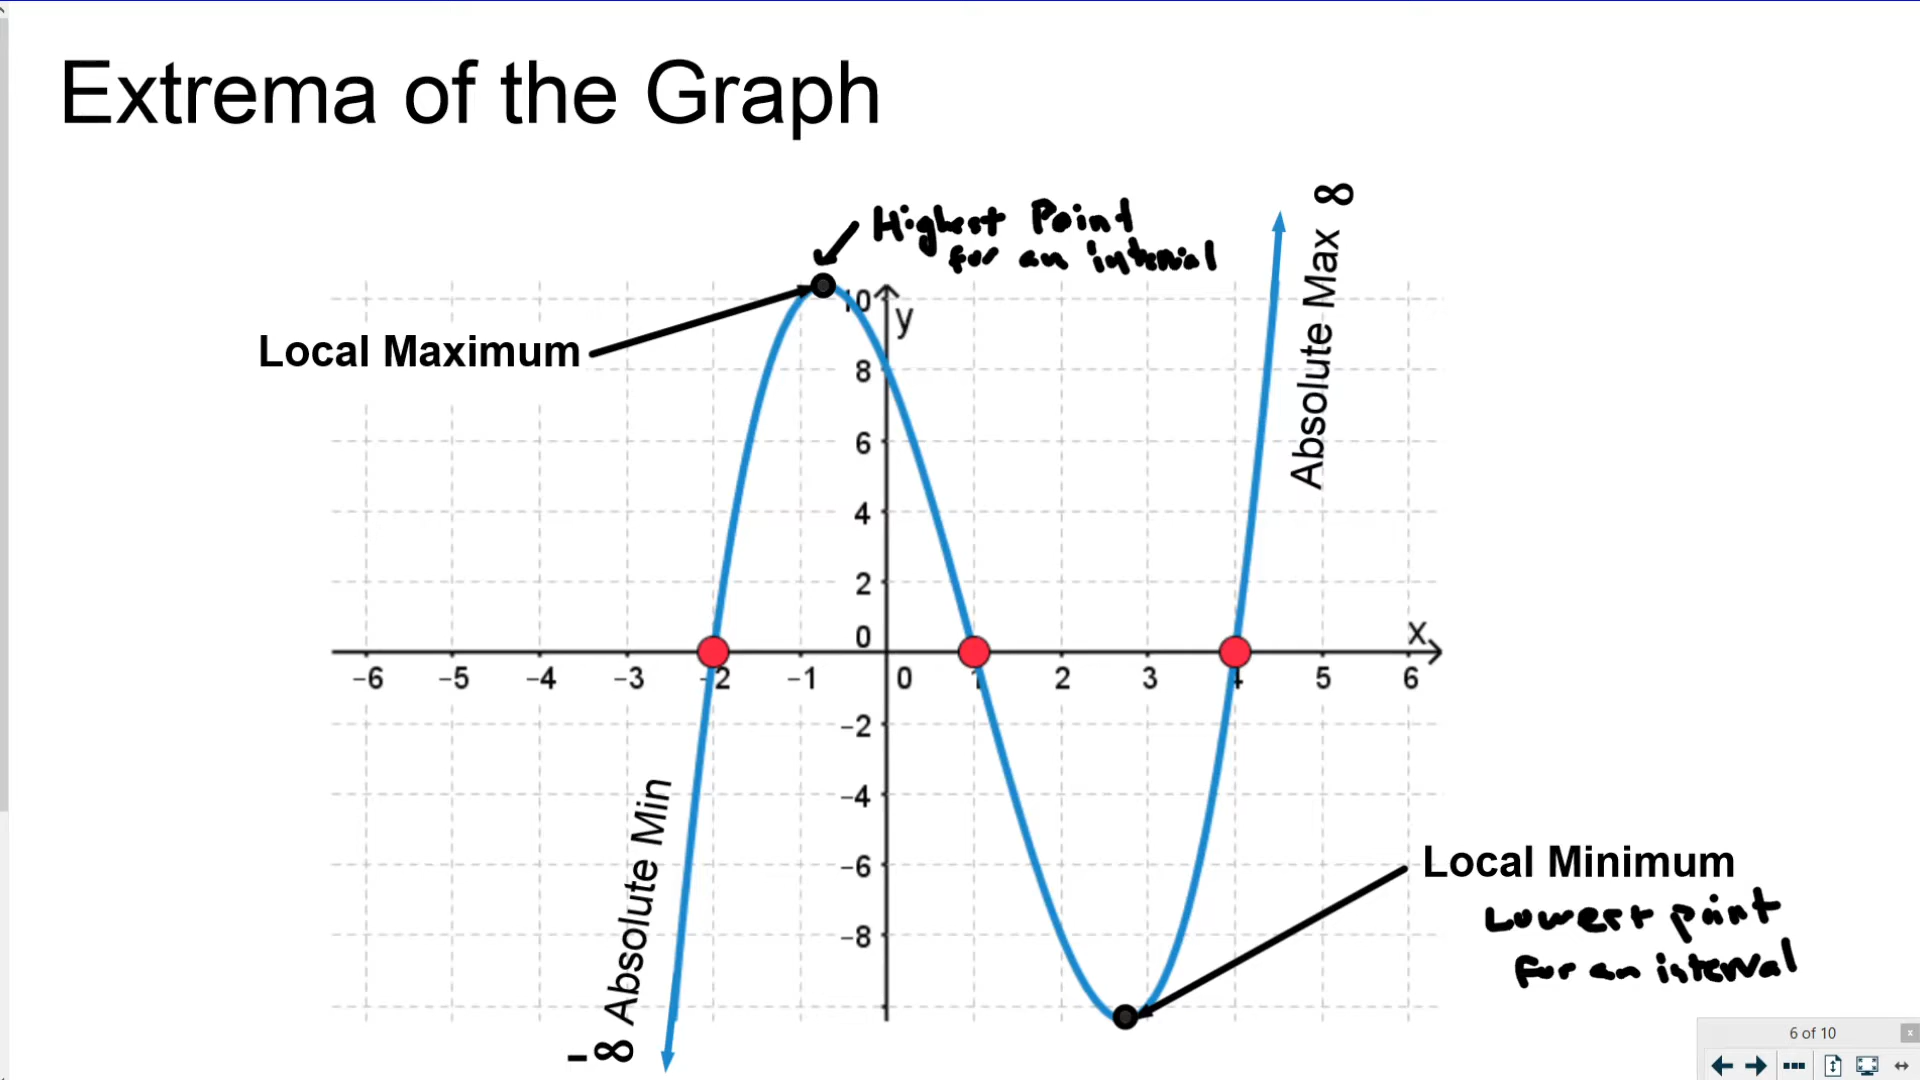 Extrema of the Graph
Highest Point
for an interval
Local Maximum
Absolute Max ∞
y
10
8
6
4
2
0
x
−6 −5 −4 −3 −2 −1 0 1 2 3 4 5 6
−2
−4
−6
−8
-∞ Absolute Min
Local Minimum
Lowest point
for an interval
6 of 10
x